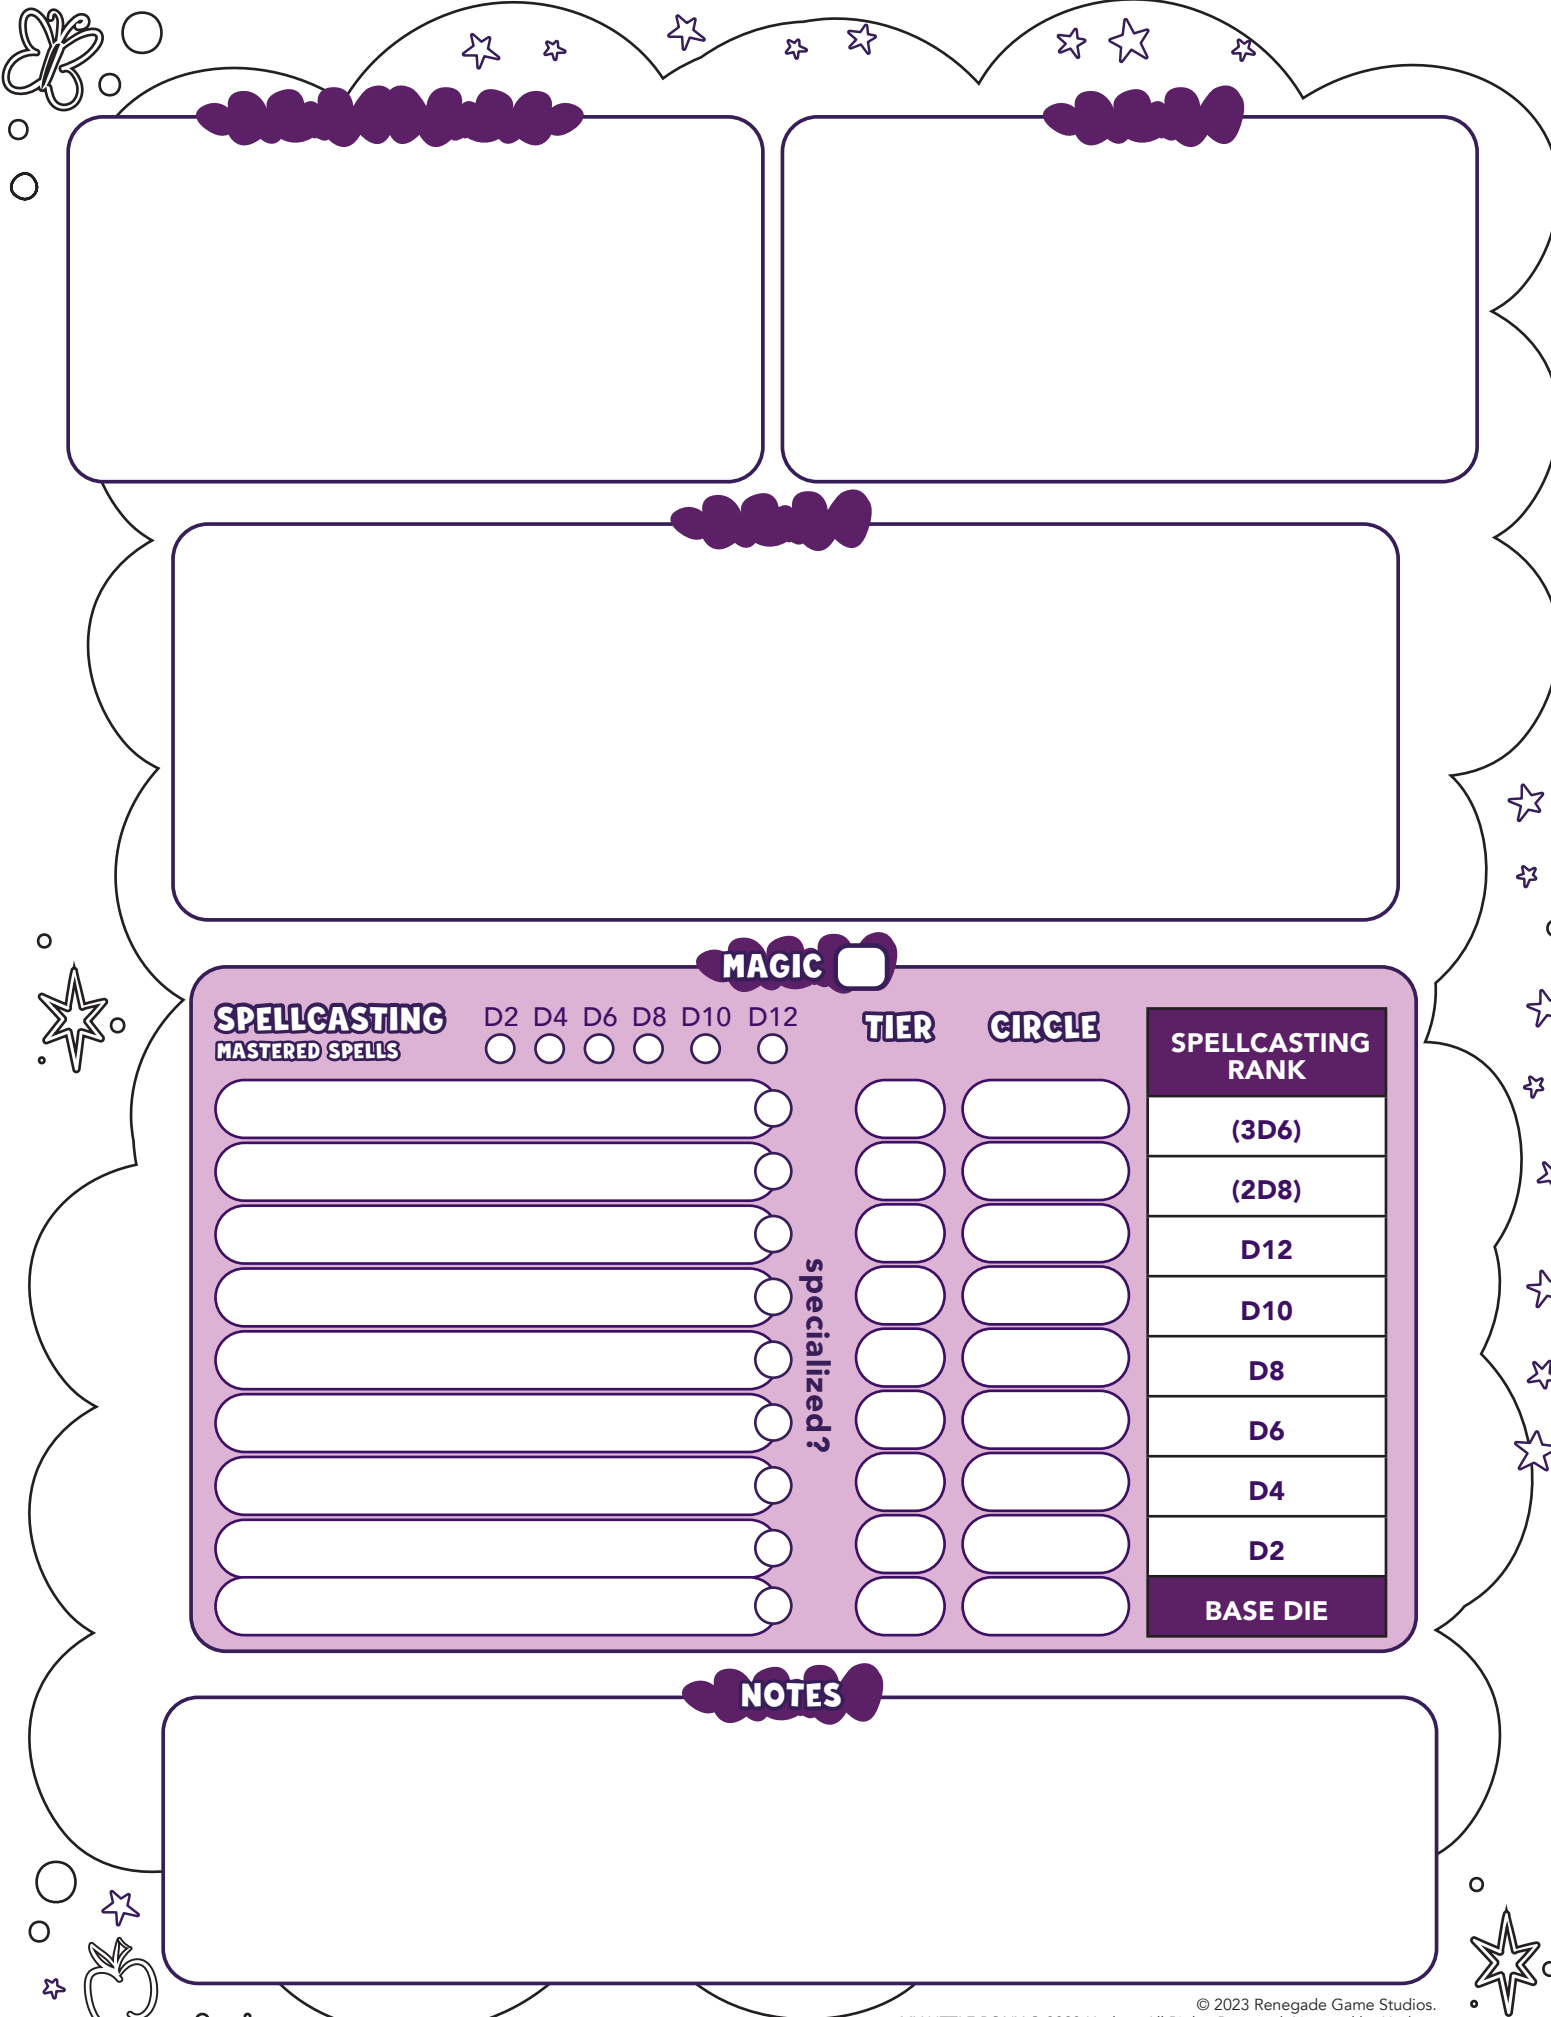 MAGIC
SPELLCASTING
D2 D4 D6 D8 D10 D12
MASTERED SPELLS
TIER
CIRCLE
SPELLCASTING
RANK
(3D6)
(2D8)
D12
D10
D8
D6
D4
D2
BASE DIE
specialized?
NOTES
© 2023 Renegade Game Studios.